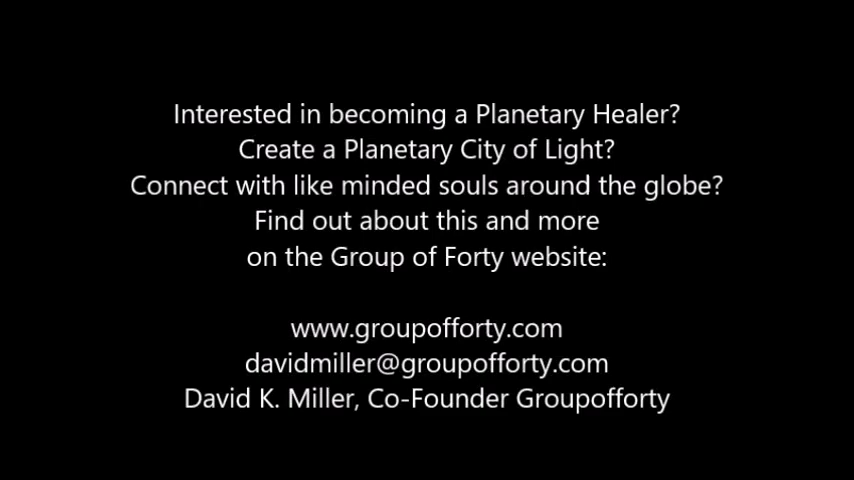 Interested in becoming a Planetary Healer?
Create a Planetary City of Light?
Connect with like minded souls around the globe?
Find out about this and more
on the Group of Forty website:
www.groupofforty.com
davidmiller@groupofforty.com
David K. Miller, Co-Founder Groupofforty